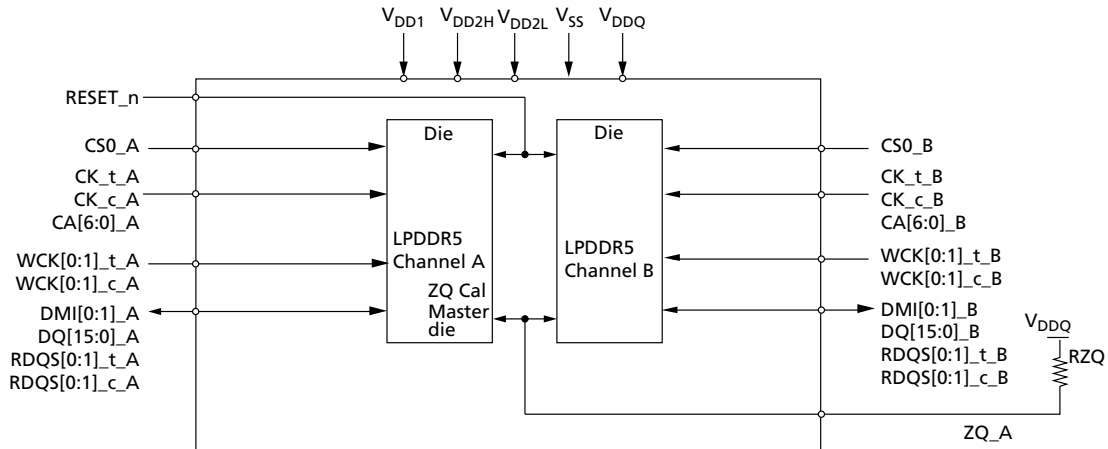 VDD1 VDD2H VDD2L VSS VDDQ
RESET_n
CS0_A
CK_t_A
CK_c_A
CA[6:0]_A
WCK[0:1]_t_A
WCK[0:1]_c_A
DMI[0:1]_A
DQ[15:0]_A
RDQS[0:1]_t_A
RDQS[0:1]_c_A
Die
LPDDR5
Channel A
ZQ Cal
Master
die
Die
LPDDR5
Channel B
CS0_B
CK_t_B
CK_c_B
CA[6:0]_B
WCK[0:1]_t_B
WCK[0:1]_c_B
DMI[0:1]_B
DQ[15:0]_B
RDQS[0:1]_t_B
RDQS[0:1]_c_B
VDDQ
RZQ
ZQ_A